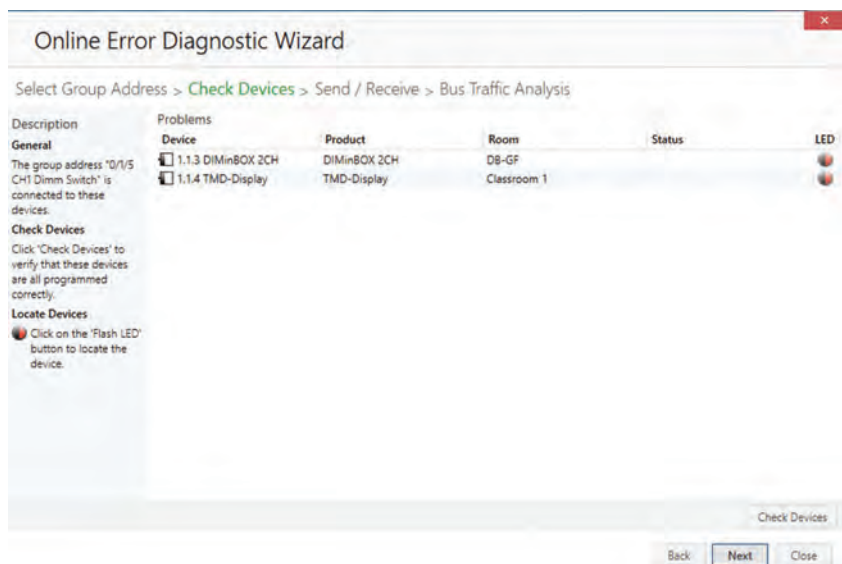 Online Error Diagnostic Wizard
Select Group Address > Check Devices > Send / Receive > Bus Traffic Analysis
Description
General
The group address "0/1/5
CH1 Dimm Switch" is
connected to these
devices.
Check Devices
Click 'Check Devices' to
verify that these devices
are all programmed
correctly.
Locate Devices
Click on the 'Flash LED'
button to locate the
device.
Problems
Device Product Room Status LED
1.1.3 DIMinBOX 2CH DIMinBOX 2CH DB-GF
1.1.4 TMD-Display TMD-Display Classroom 1
Check Devices
Back Next Close